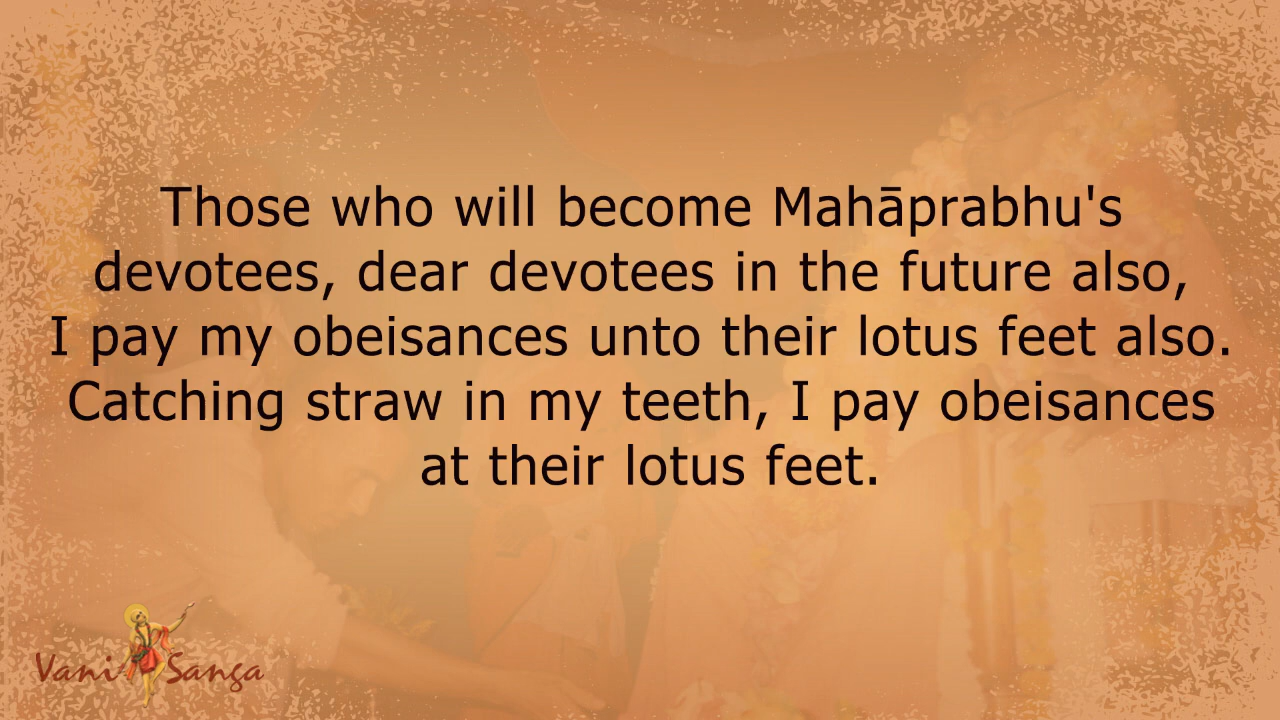 Those who will become Mahāprabhu's
devotees, dear devotees in the future also,
I pay my obeisances unto their lotus feet also.
Catching straw in my teeth, I pay obeisances
at their lotus feet.
Vani Sanga